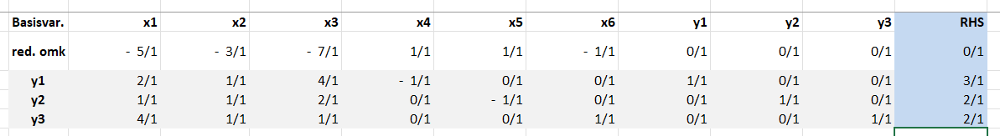 Basisvar. x1 x2 x3 x4 x5 x6 y1 y2 y3 RHS
red. omk - 5/1 - 3/1 - 7/1 1/1 1/1 - 1/1 0/1 0/1 0/1 0/1
y1 2/1 1/1 4/1 - 1/1 0/1 0/1 1/1 0/1 0/1 3/1
y2 1/1 1/1 2/1 0/1 - 1/1 0/1 0/1 1/1 0/1 2/1
y3 4/1 1/1 1/1 0/1 0/1 1/1 0/1 0/1 1/1 2/1